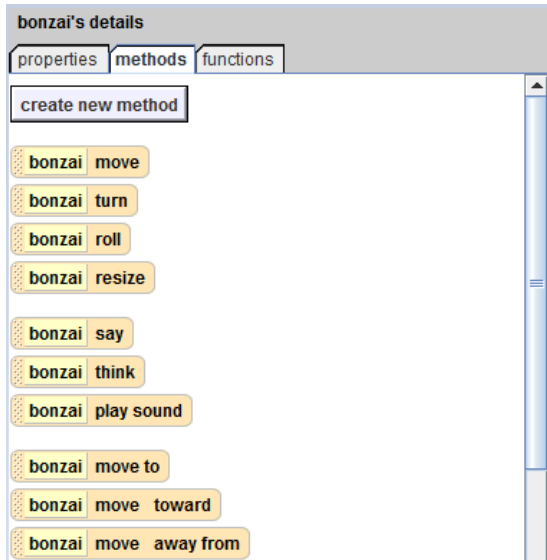 bonzai's details
properties methods functions
create new method
bonzai move
bonzai turn
bonzai roll
bonzai resize
bonzai say
bonzai think
bonzai play sound
bonzai move to
bonzai move toward
bonzai move away from